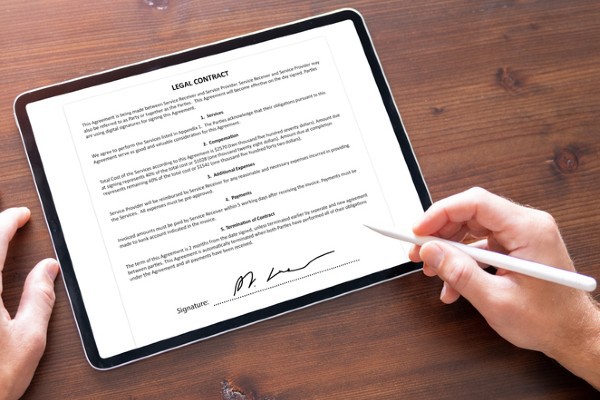 LEGAL CONTRACT
This Agreement is being made between Service Receiver and Service Provider. Service Receiver and Service Provider may
also be referred to as Party or together as the Parties. This Agreement will become effective on the day signed. Parties
are using digital signatures for signing this Agreement.
1. Services
We agree to perform the Services listed in Appendix 1. The Parties acknowledge that their obligations pursuant in this
Agreement serve in good and valuable consideration for this Agreement.
2. Compensation
Total Cost of the Services according to this Agreement is $2570 (two thousand five hundred seventy dollars). Amount due
at signing represents 40% of the total cost or $1028 (one thousand twenty eight dollars). Amount due at completion
represents remaining 60% of the total cost or $1542 (one thousand five hundred forty two dollars).
3. Additional Expenses
Service Provider will be reimbursed by Service Receiver for any reasonable and necessary expenses incurred in providing
the Services. All expenses must be pre-approved.
4. Payments
Invoiced amounts must be paid by Service Receiver within 5 working days after receiving the invoice. Payments must be
made to bank account indicated in the invoice.
5. Termination of Contract
The term of this Agreement is 2 months from the date signed, unless terminated earlier by separate and new agreement
between parties. This Agreement is automatically terminated when both Parties have performed all of their obligations
under the Agreement and all payments have been received.
Signature: